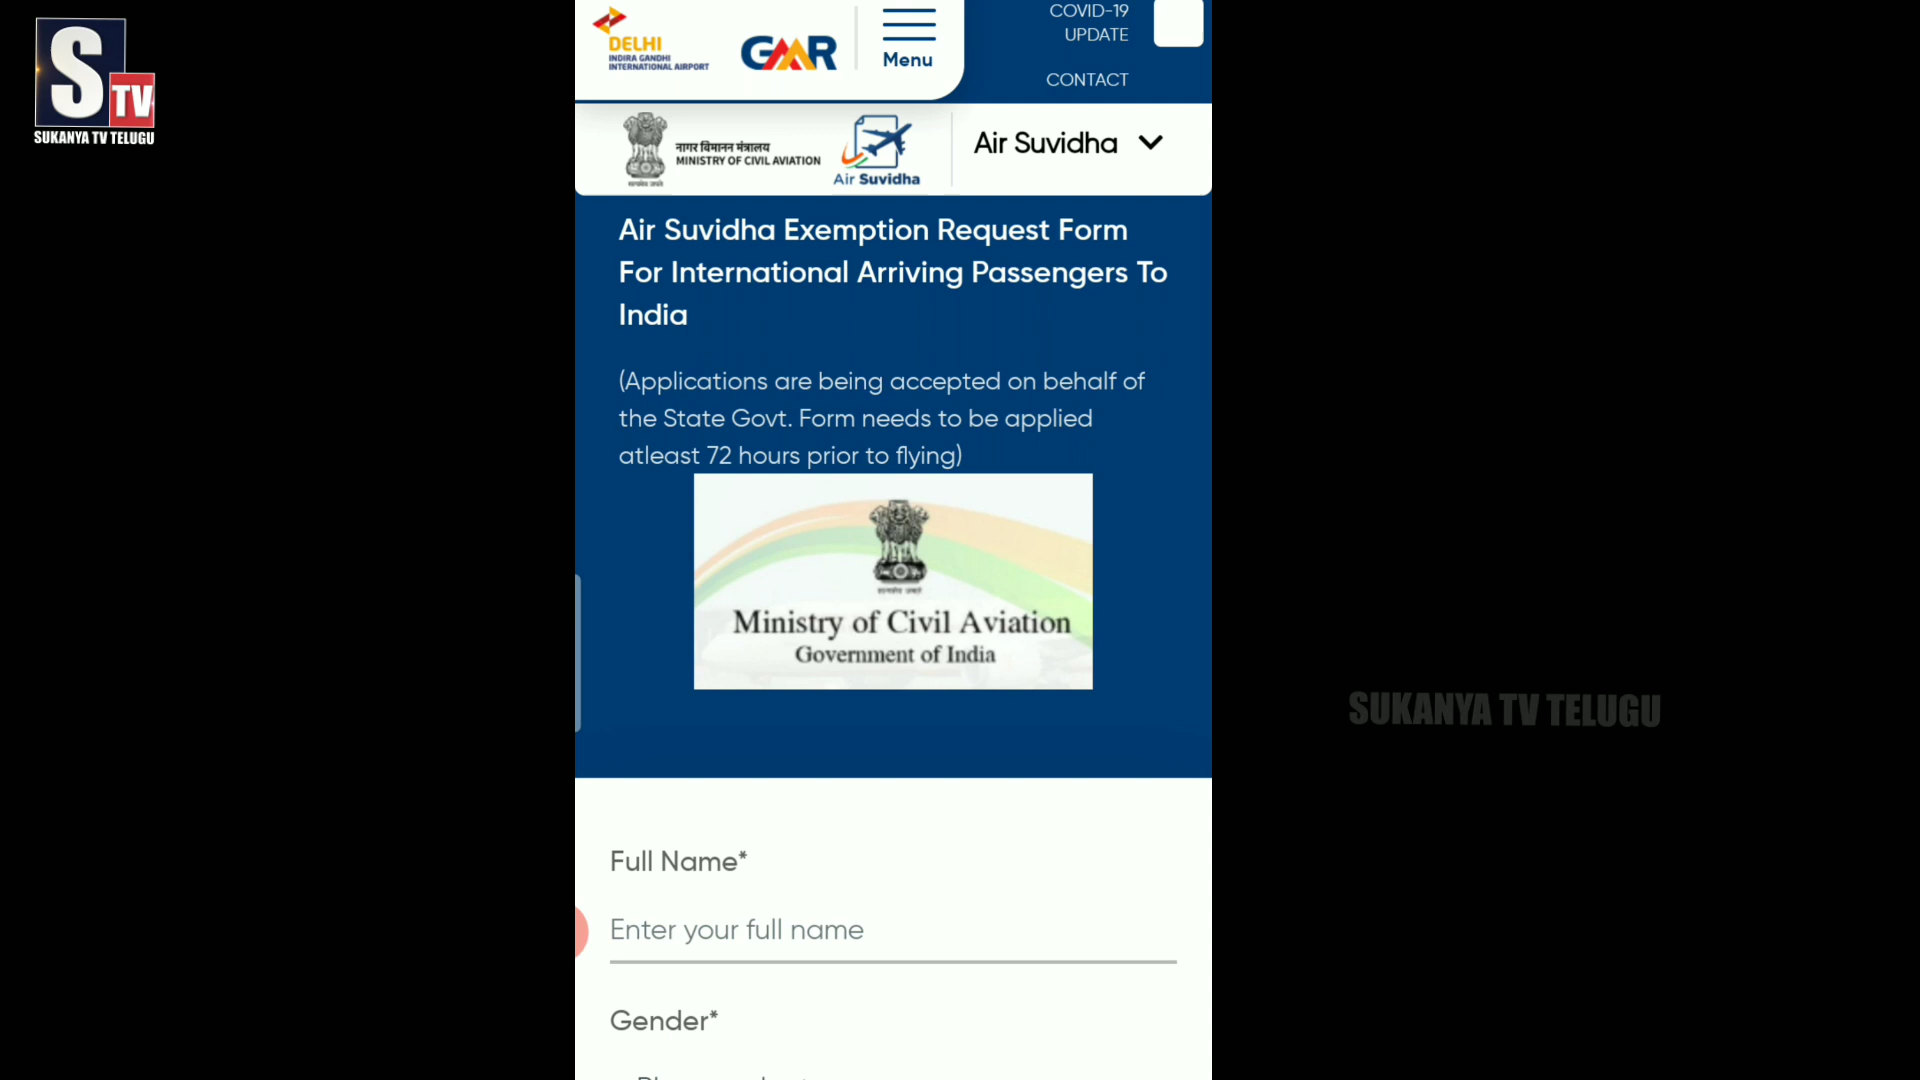 S
TV
SUKANYA TV TELUGU
DELHI
INDIRA GANDHI
INTERNATIONAL AIRPORT
GMR
Menu
COVID-19
UPDATE
CONTACT
नागर विमानन मंत्रालय
MINISTRY OF CIVIL AVIATION
Air Suvidha
Air Suvidha
Air Suvidha Exemption Request Form
For International Arriving Passengers To
India
(Applications are being accepted on behalf of
the State Govt. Form needs to be applied
atleast 72 hours prior to flying)
Ministry of Civil Aviation
Government of India
SUKANYA TV TELUGU
Full Name*
Enter your full name
Gender*